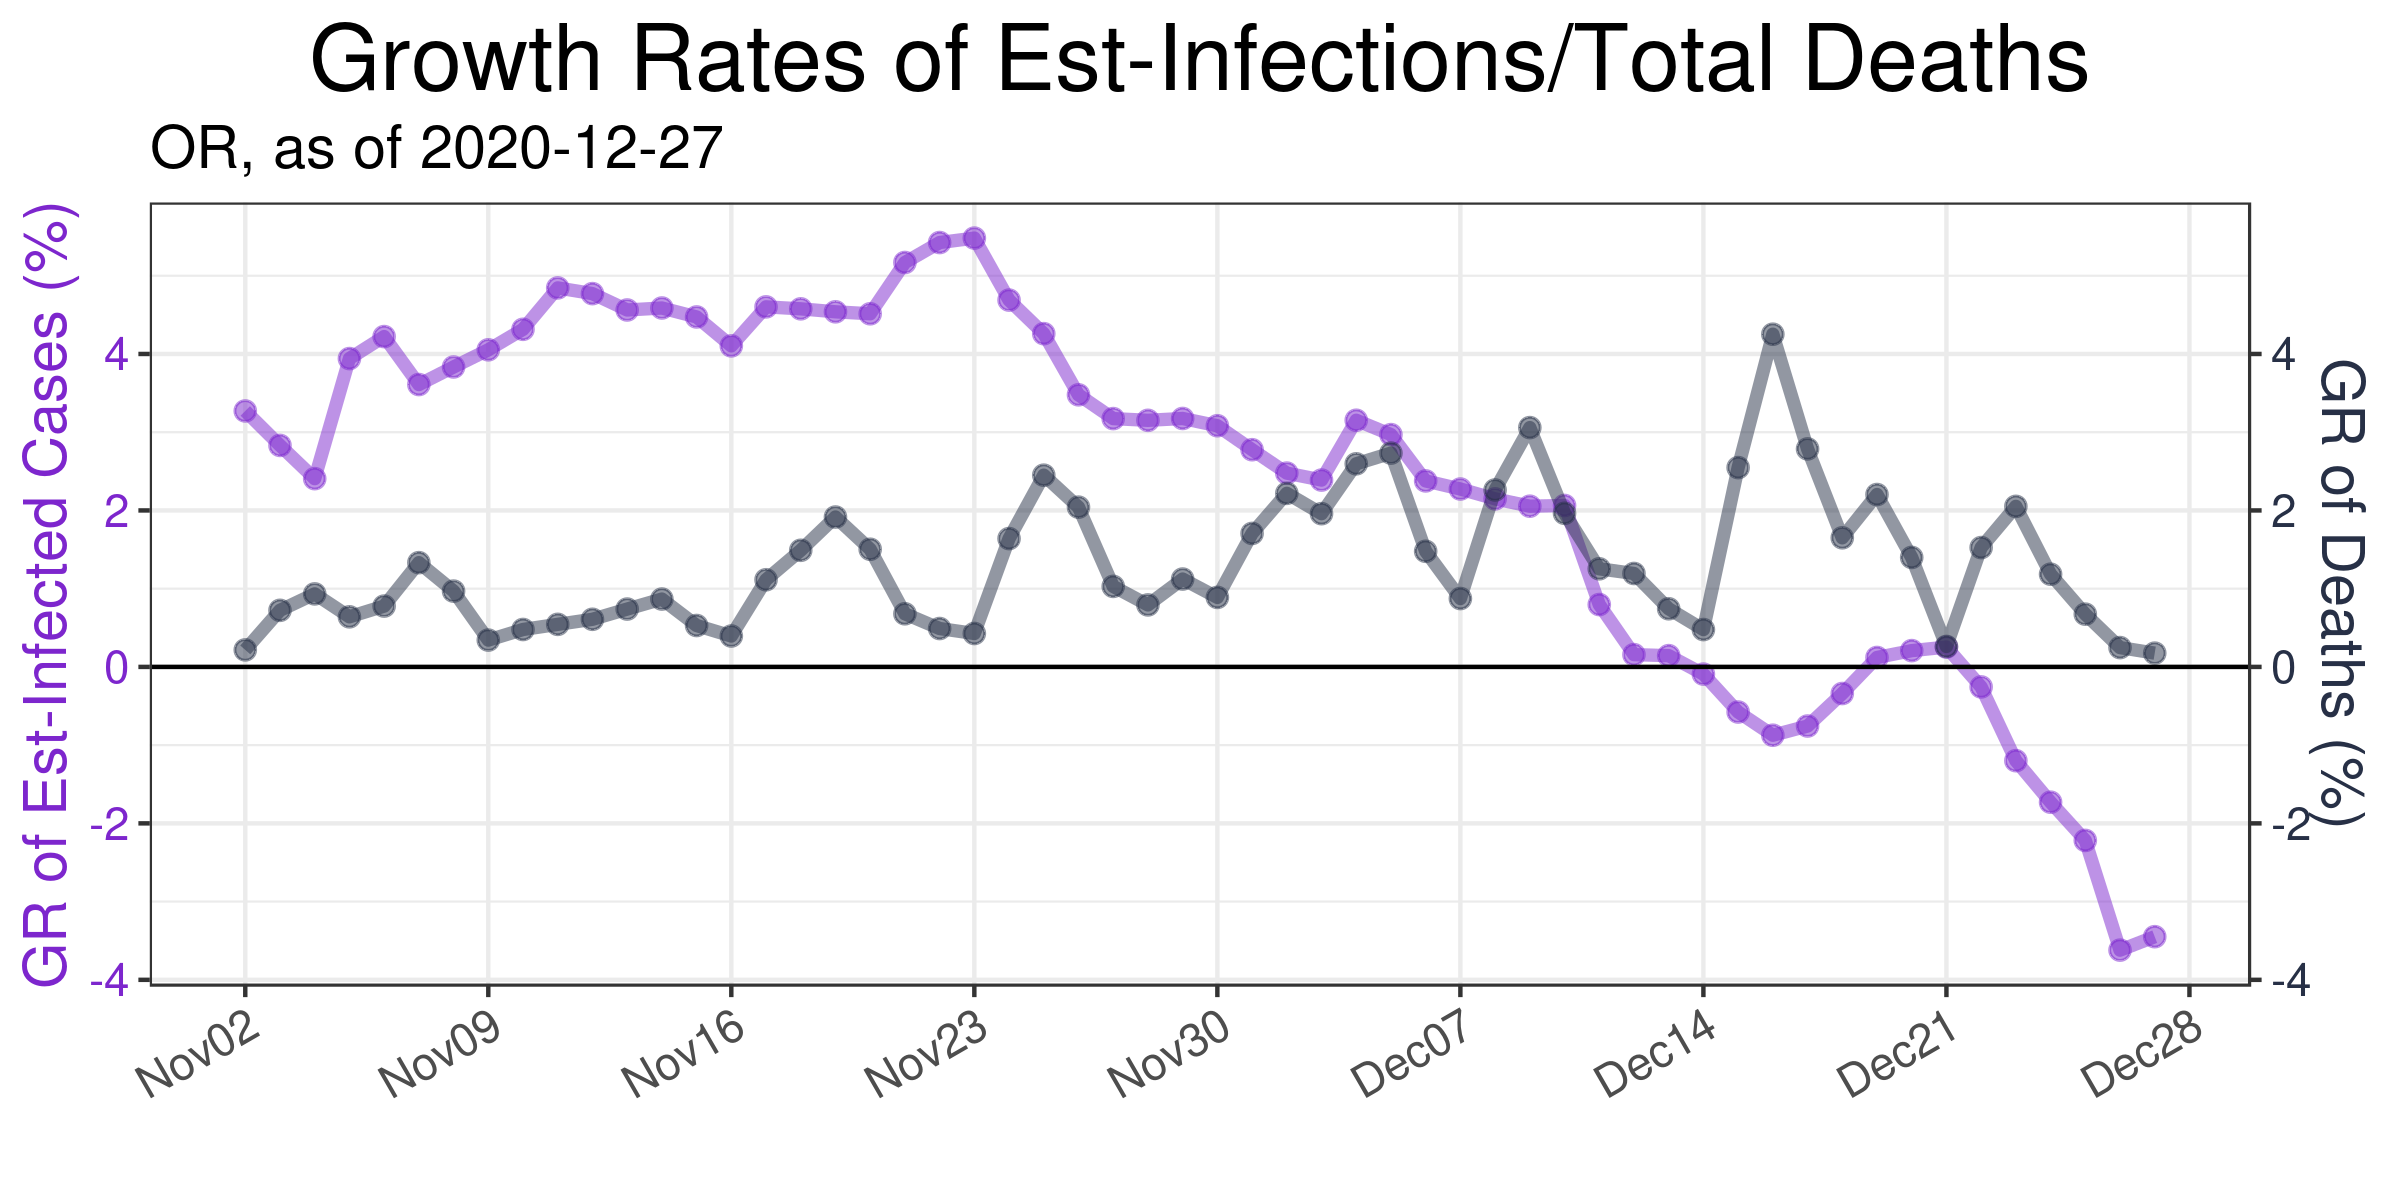 Growth Rates of Est-Infections/Total Deaths
OR, as of 2020-12-27
GR of Est-Infected Cases (%)
4
2
0
-2
-4
4
2
0
-2
-4
GR of Deaths (%)
Nov02
Nov09
Nov16
Nov23
Nov30
Dec07
Dec14
Dec21
Dec28